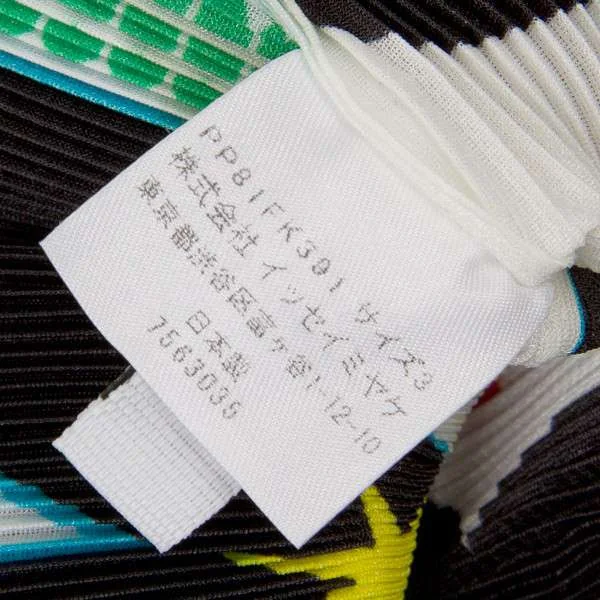 PP81FK391 サイズ3
株式会社 イッセイミヤケ
東京都渋谷区富ヶ谷1-12-10
日本製
7563035